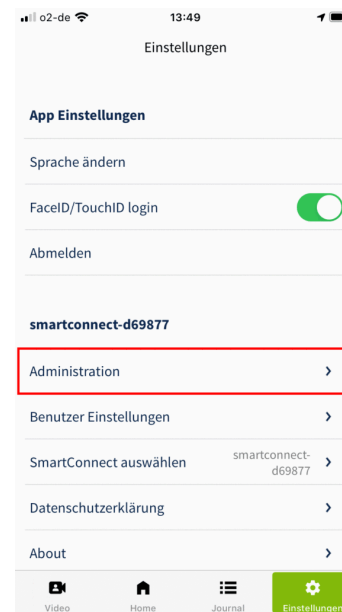 o2-de 13:49
Einstellungen
App Einstellungen
Sprache ändern
FaceID/TouchID login
Abmelden
smartconnect-d69877
Administration
Benutzer Einstellungen
SmartConnect auswählen smartconnect-
d69877
Datenschutzerklärung
About
Video Home Journal Einstellungen